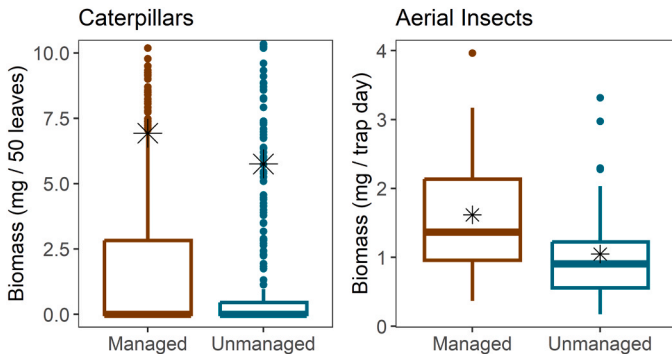 Caterpillars
Biomass (mg / 50 leaves)
10.0
7.5
5.0
2.5
0.0
Managed
Unmanaged
Aerial Insects
Biomass (mg / trap day)
4
3
2
1
0
Managed
Unmanaged